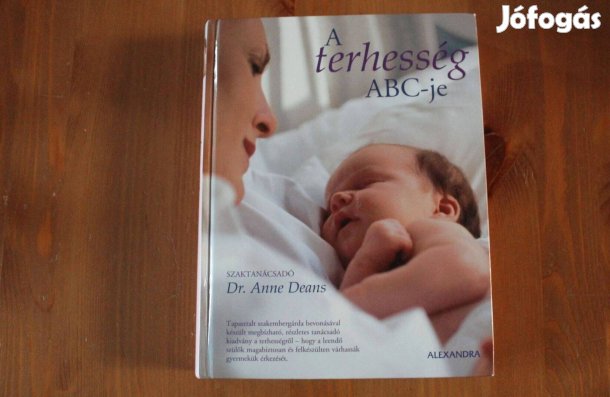 Jófogás
A
terhesség
ABC-je
SZAKTANÁCSADÓ
Dr. Anne Deans
Tapasztalt szakembergárda bevonásával
készült megbízható, részletes tanácsadó
kiadvány a terhességről – hogy a leendő
szülők magabiztosan és felkészülten várhassák
gyermekük érkezését.
ALEXANDRA